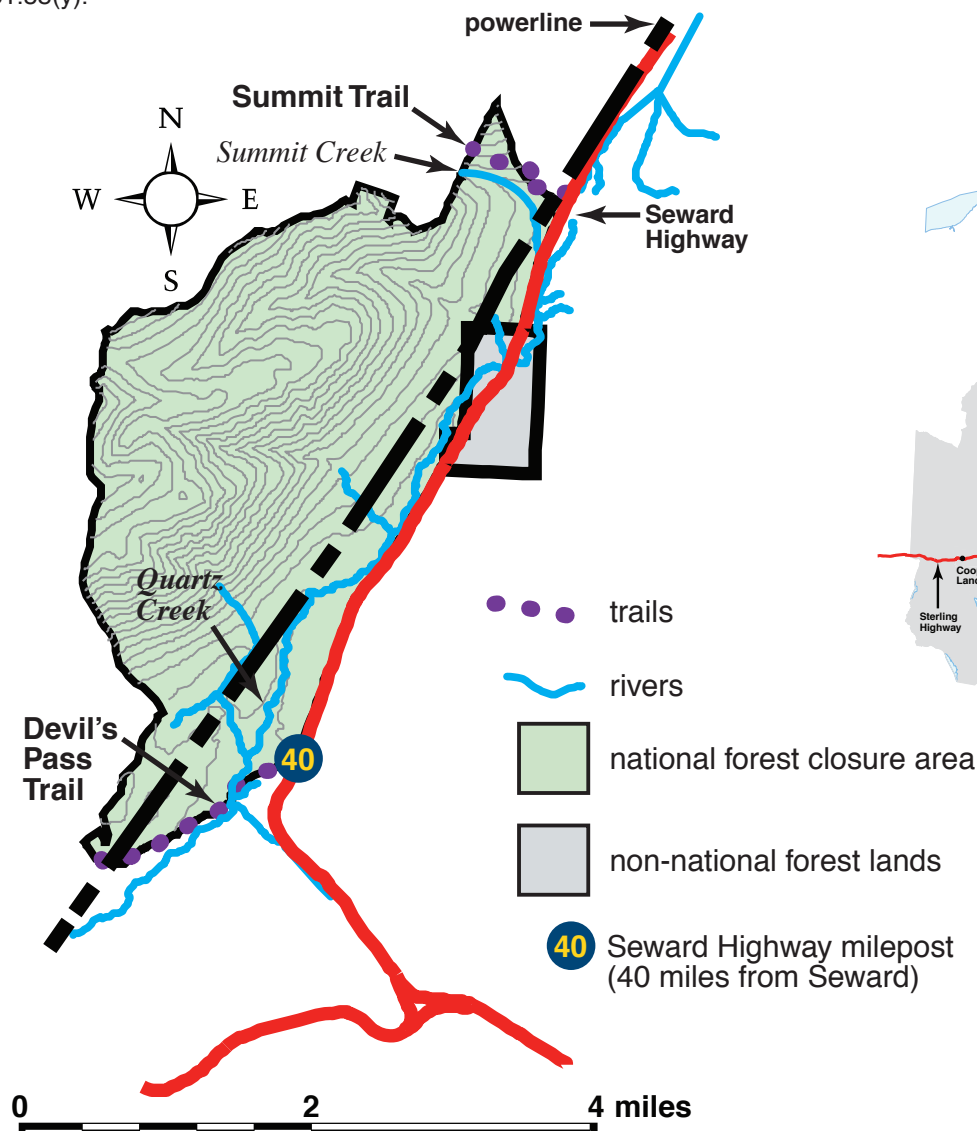 powerline
Summit Trail
Summit Creek
N
W
E
S
Seward
Highway
Quartz
Creek
Sterling
Highway
trails
rivers
Devil's
Pass
Trail
40
national forest closure area
non-national forest lands
40
Seward Highway milepost
(40 miles from Seward)
0
2
4 miles